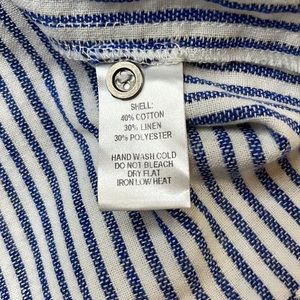 SHELL:
40% COTTON
30% LINEN
30% POLYESTER
HAND WASH COLD
DO NOT BLEACH
DRY FLAT
IRON LOW HEAT